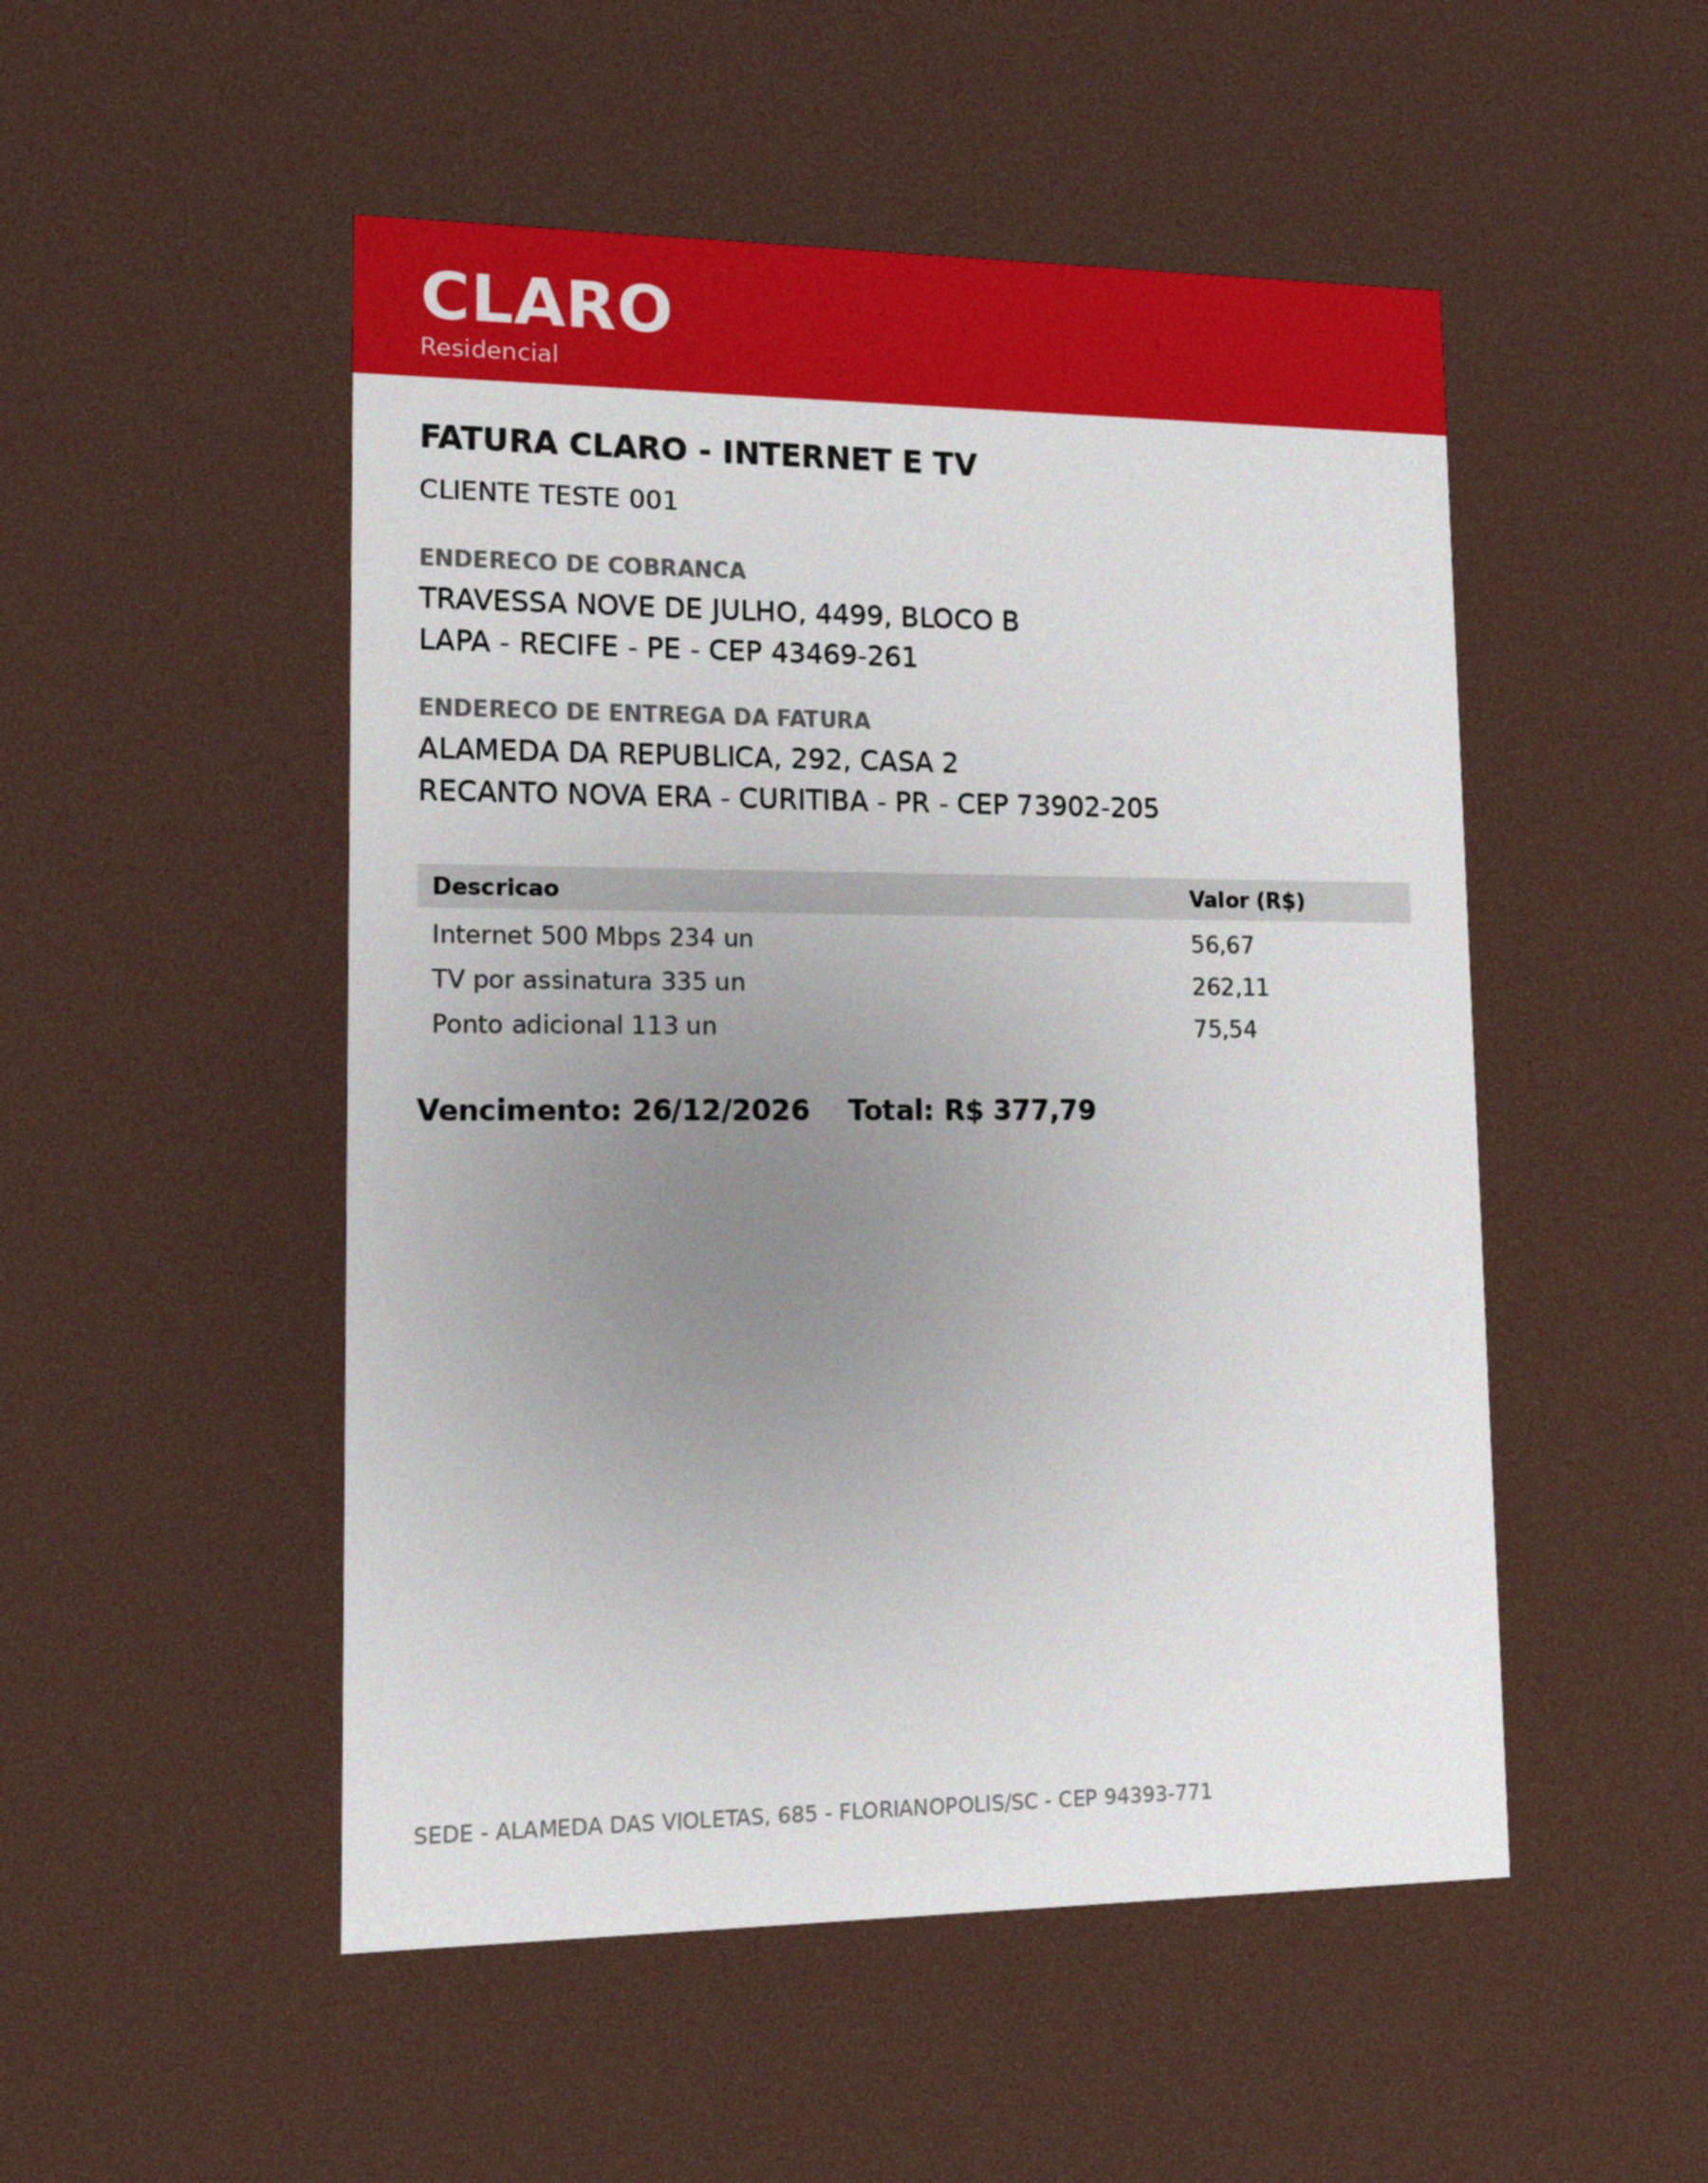 CLARO
Residencial
FATURA CLARO - INTERNET E TV
CLIENTE TESTE 001
ENDERECO DE COBRANCA
TRAVESSA NOVE DE JULHO, 4499, BLOCO B
LAPA - RECIFE - PE - CEP 43469-261
ENDERECO DE ENTREGA DA FATURA
ALAMEDA DA REPUBLICA, 292, CASA 2
RECANTO NOVA ERA - CURITIBA - PR - CEP 73902-205
Descricao Valor (R$)
Internet 500 Mbps 234 un 56,67
TV por assinatura 335 un 262,11
Ponto adicional 113 un 75,54
Vencimento: 26/12/2026 Total: R$ 377,79
SEDE - ALAMEDA DAS VIOLETAS, 685 - FLORIANOPOLIS/SC - CEP 94393-771